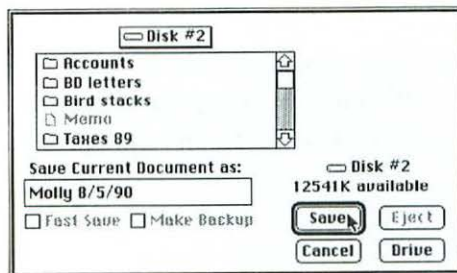 Disk #2
Accounts
BD letters
Bird stacks
Memo
Taxes 89
Save Current Document as:
Molly 8/5/90
Fast Save Make Backup
Disk #2
12541K available
Save Eject
Cancel Drive